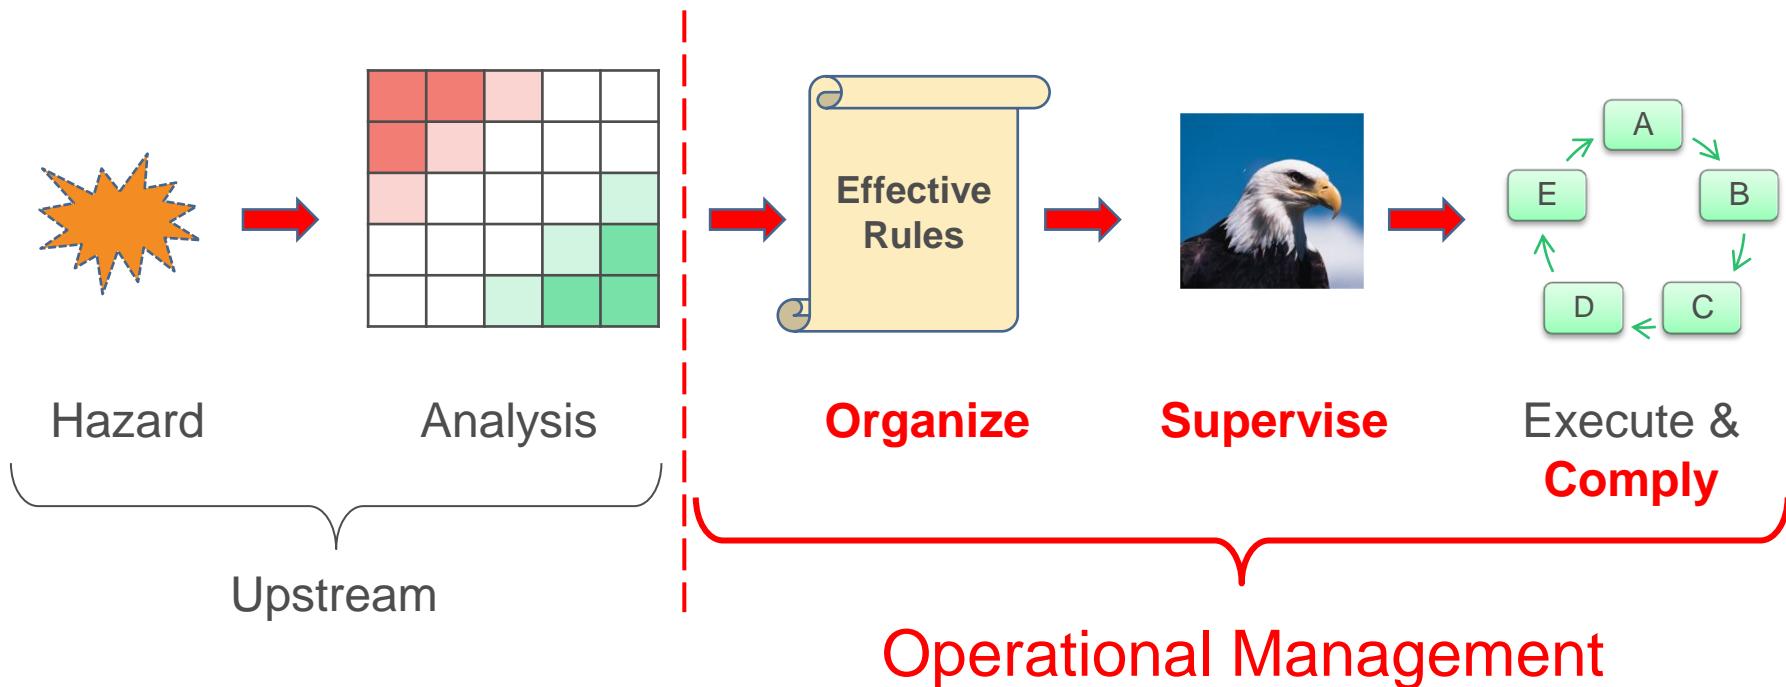 Effective
Rules
A
B
C
D
E
Hazard
Analysis
Organize
Supervise
Execute &
Comply
Upstream
Operational Management